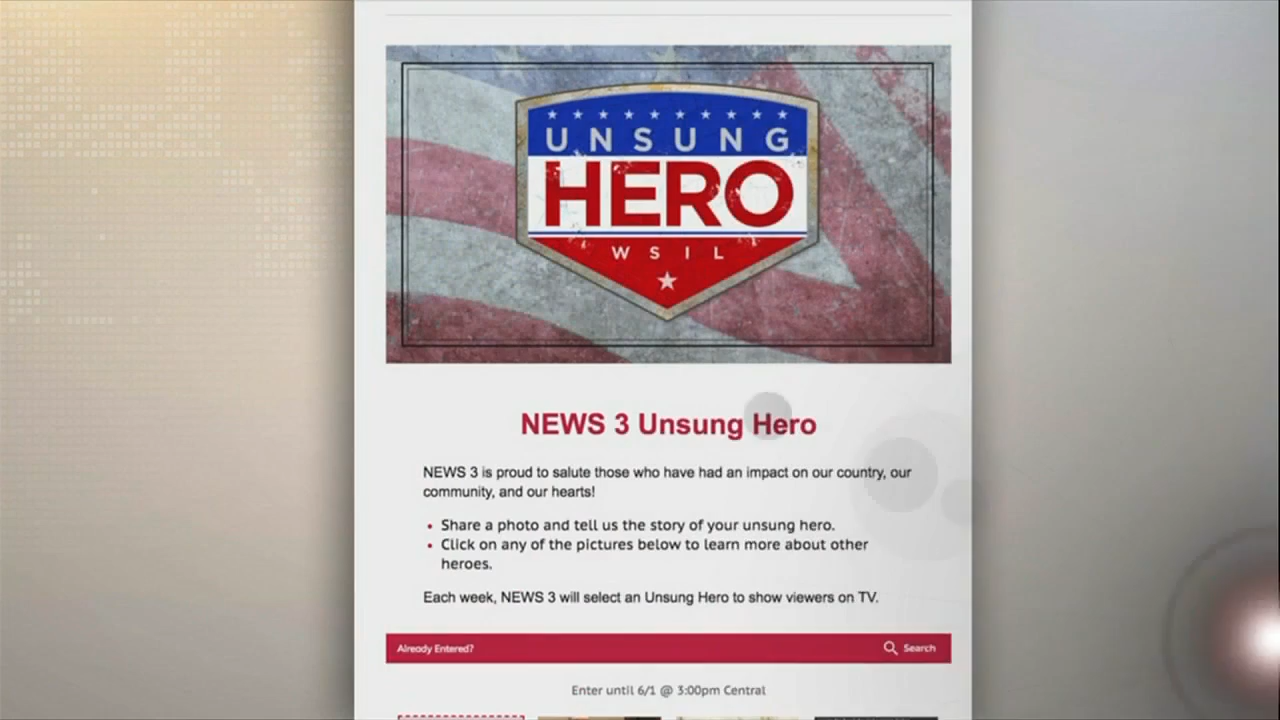 UNSUNG
HERO
WSIL
NEWS 3 Unsung Hero
NEWS 3 is proud to salute those who have had an impact on our country, our
community, and our hearts!
• Share a photo and tell us the story of your unsung hero.
• Click on any of the pictures below to learn more about other
heroes.
Each week, NEWS 3 will select an Unsung Hero to show viewers on TV.
Already Entered? Search
Enter until 6/1 @ 3:00pm Central